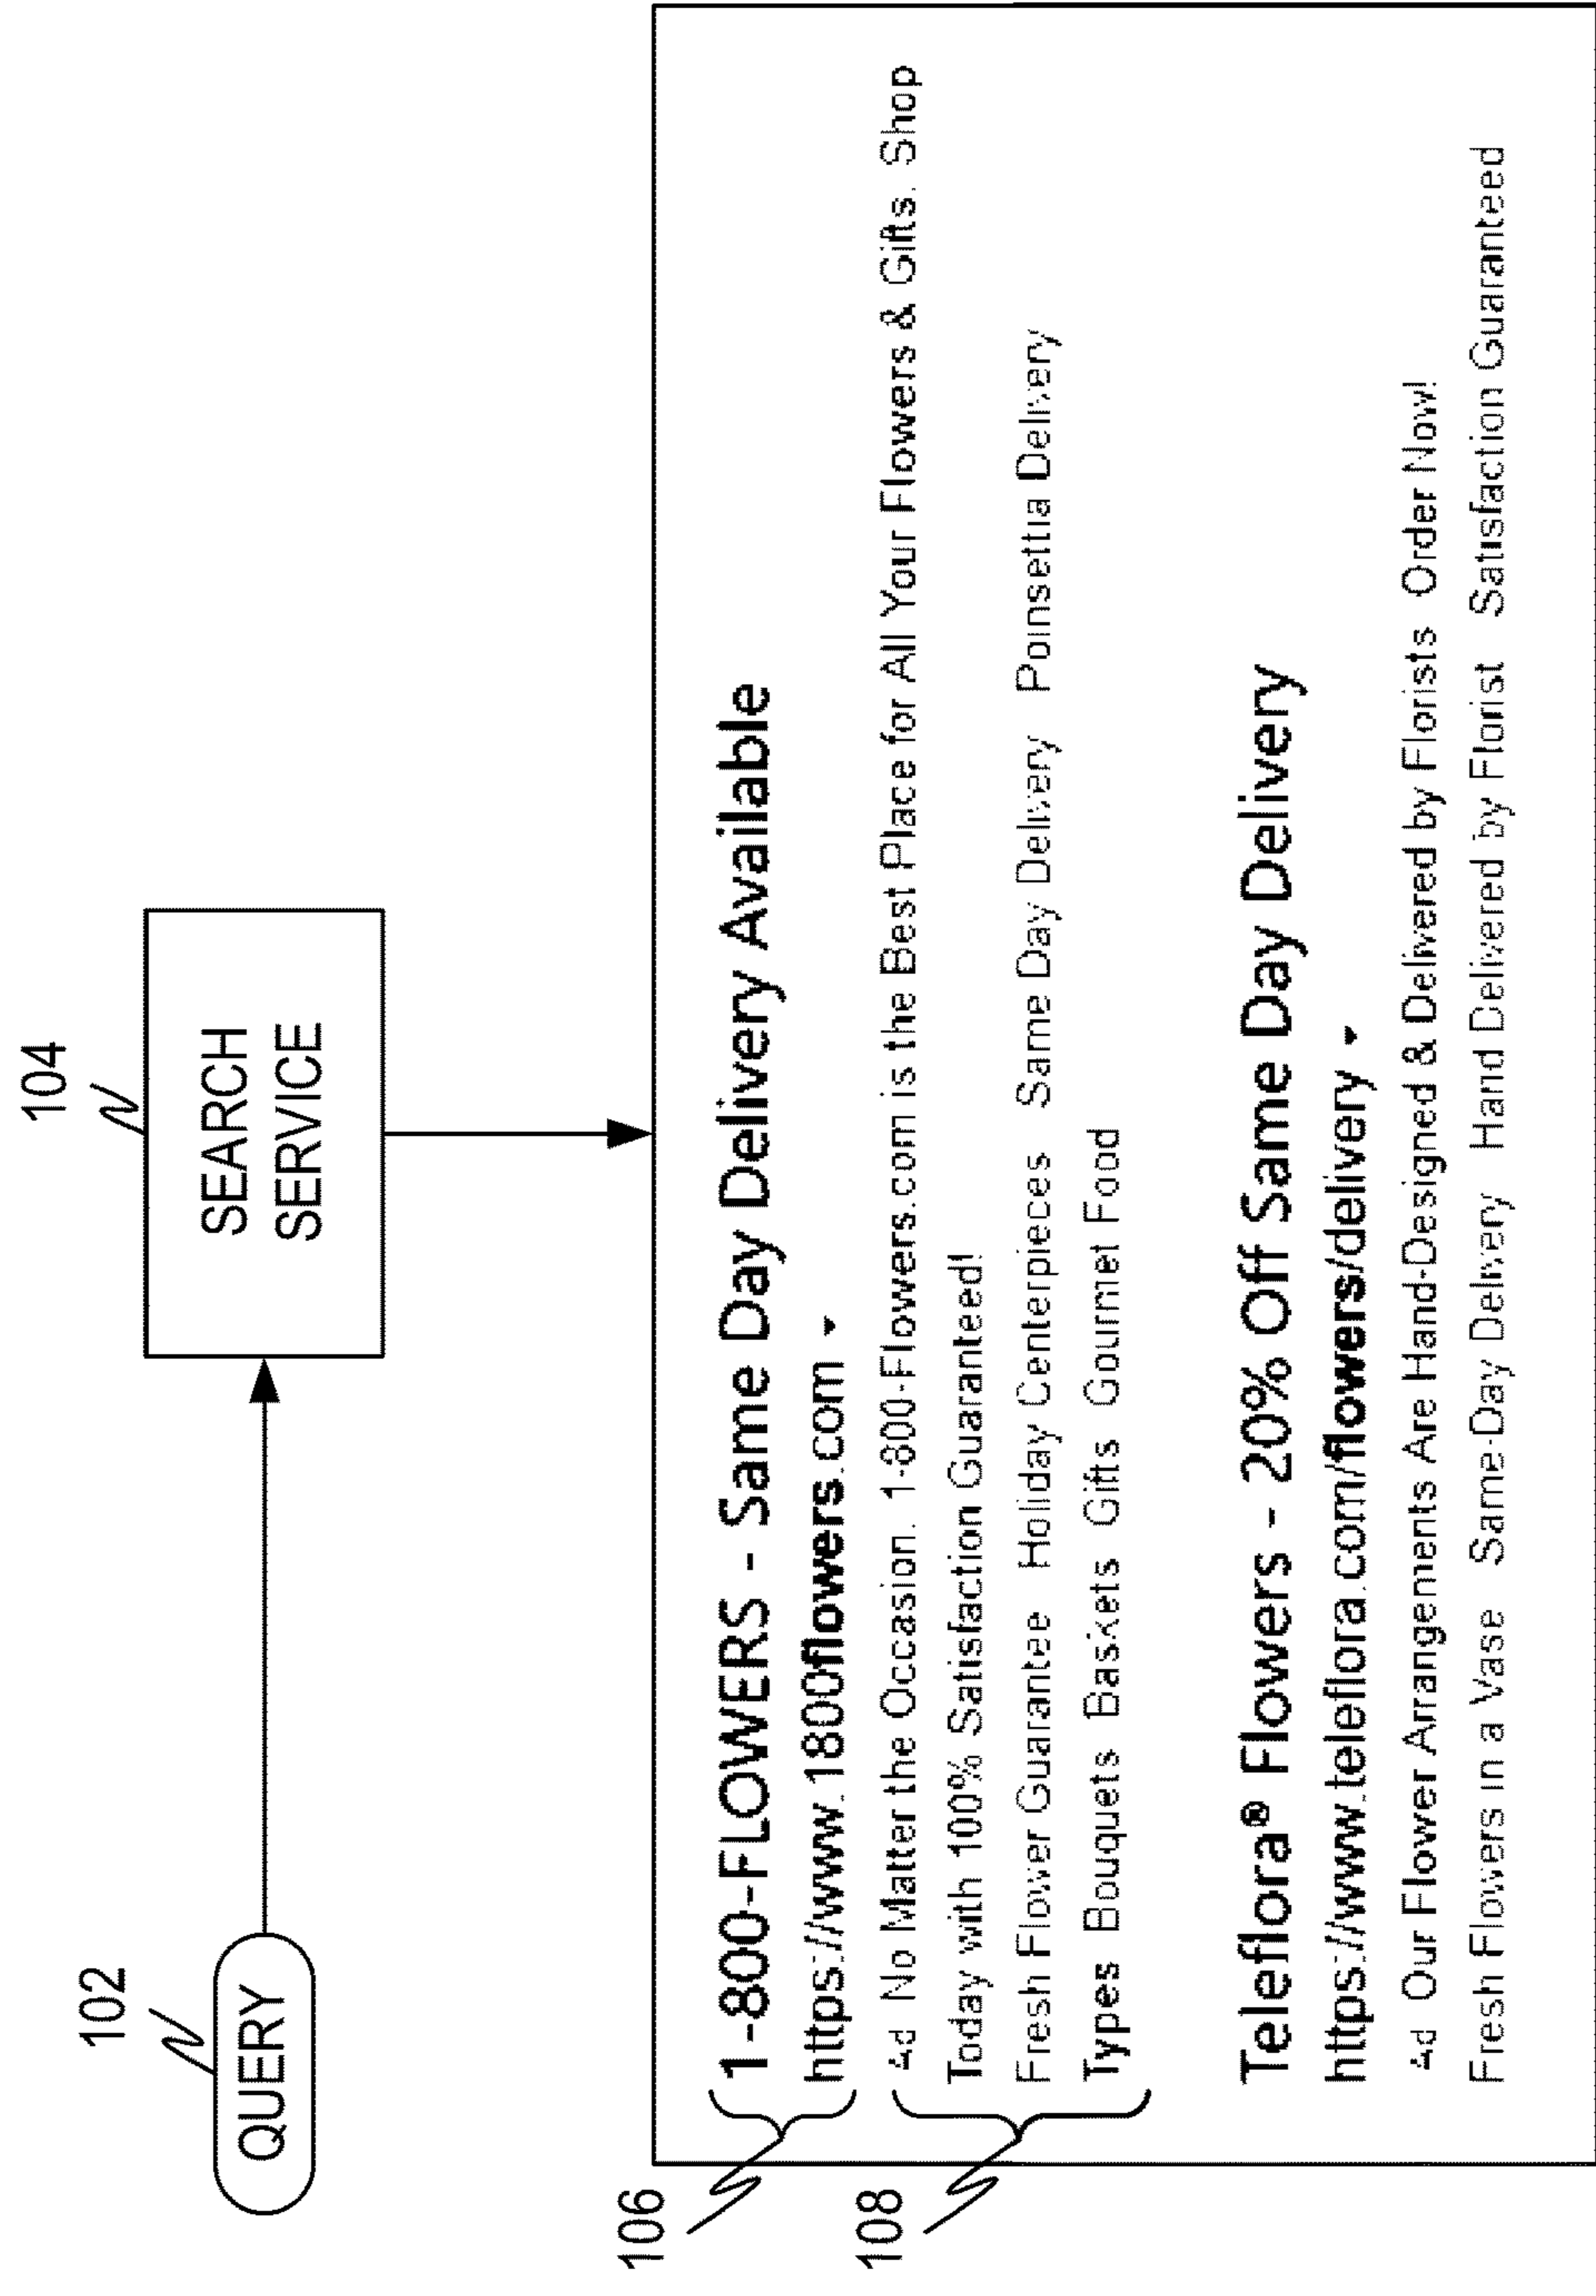 104
102
QUERY
SEARCH
SERVICE
106
1-800-FLOWERS - Same Day Delivery Available
https://www.1800flowers.com
108
Ad No Matter the Occasion. 1-800-Flowers.com is the Best Place for All Your Flowers & Gifts. Shop
Today with 100% Satisfaction Guaranteed!
Fresh Flower Guarantee Holiday Centerpieces Same Day Delivery Poinsettia Delivery
Types Bouquets Baskets Gifts Gourmet Food
Teleflora® Flowers - 20% Off Same Day Delivery
https://www.teleflora.com/flowers/delivery
Ad Our Flower Arrangements Are Hand-Designed & Delivered by Florists Order Now!
Fresh Flowers in a Vase Same-Day Delivery Hand Delivered by Florist Satisfaction Guaranteed